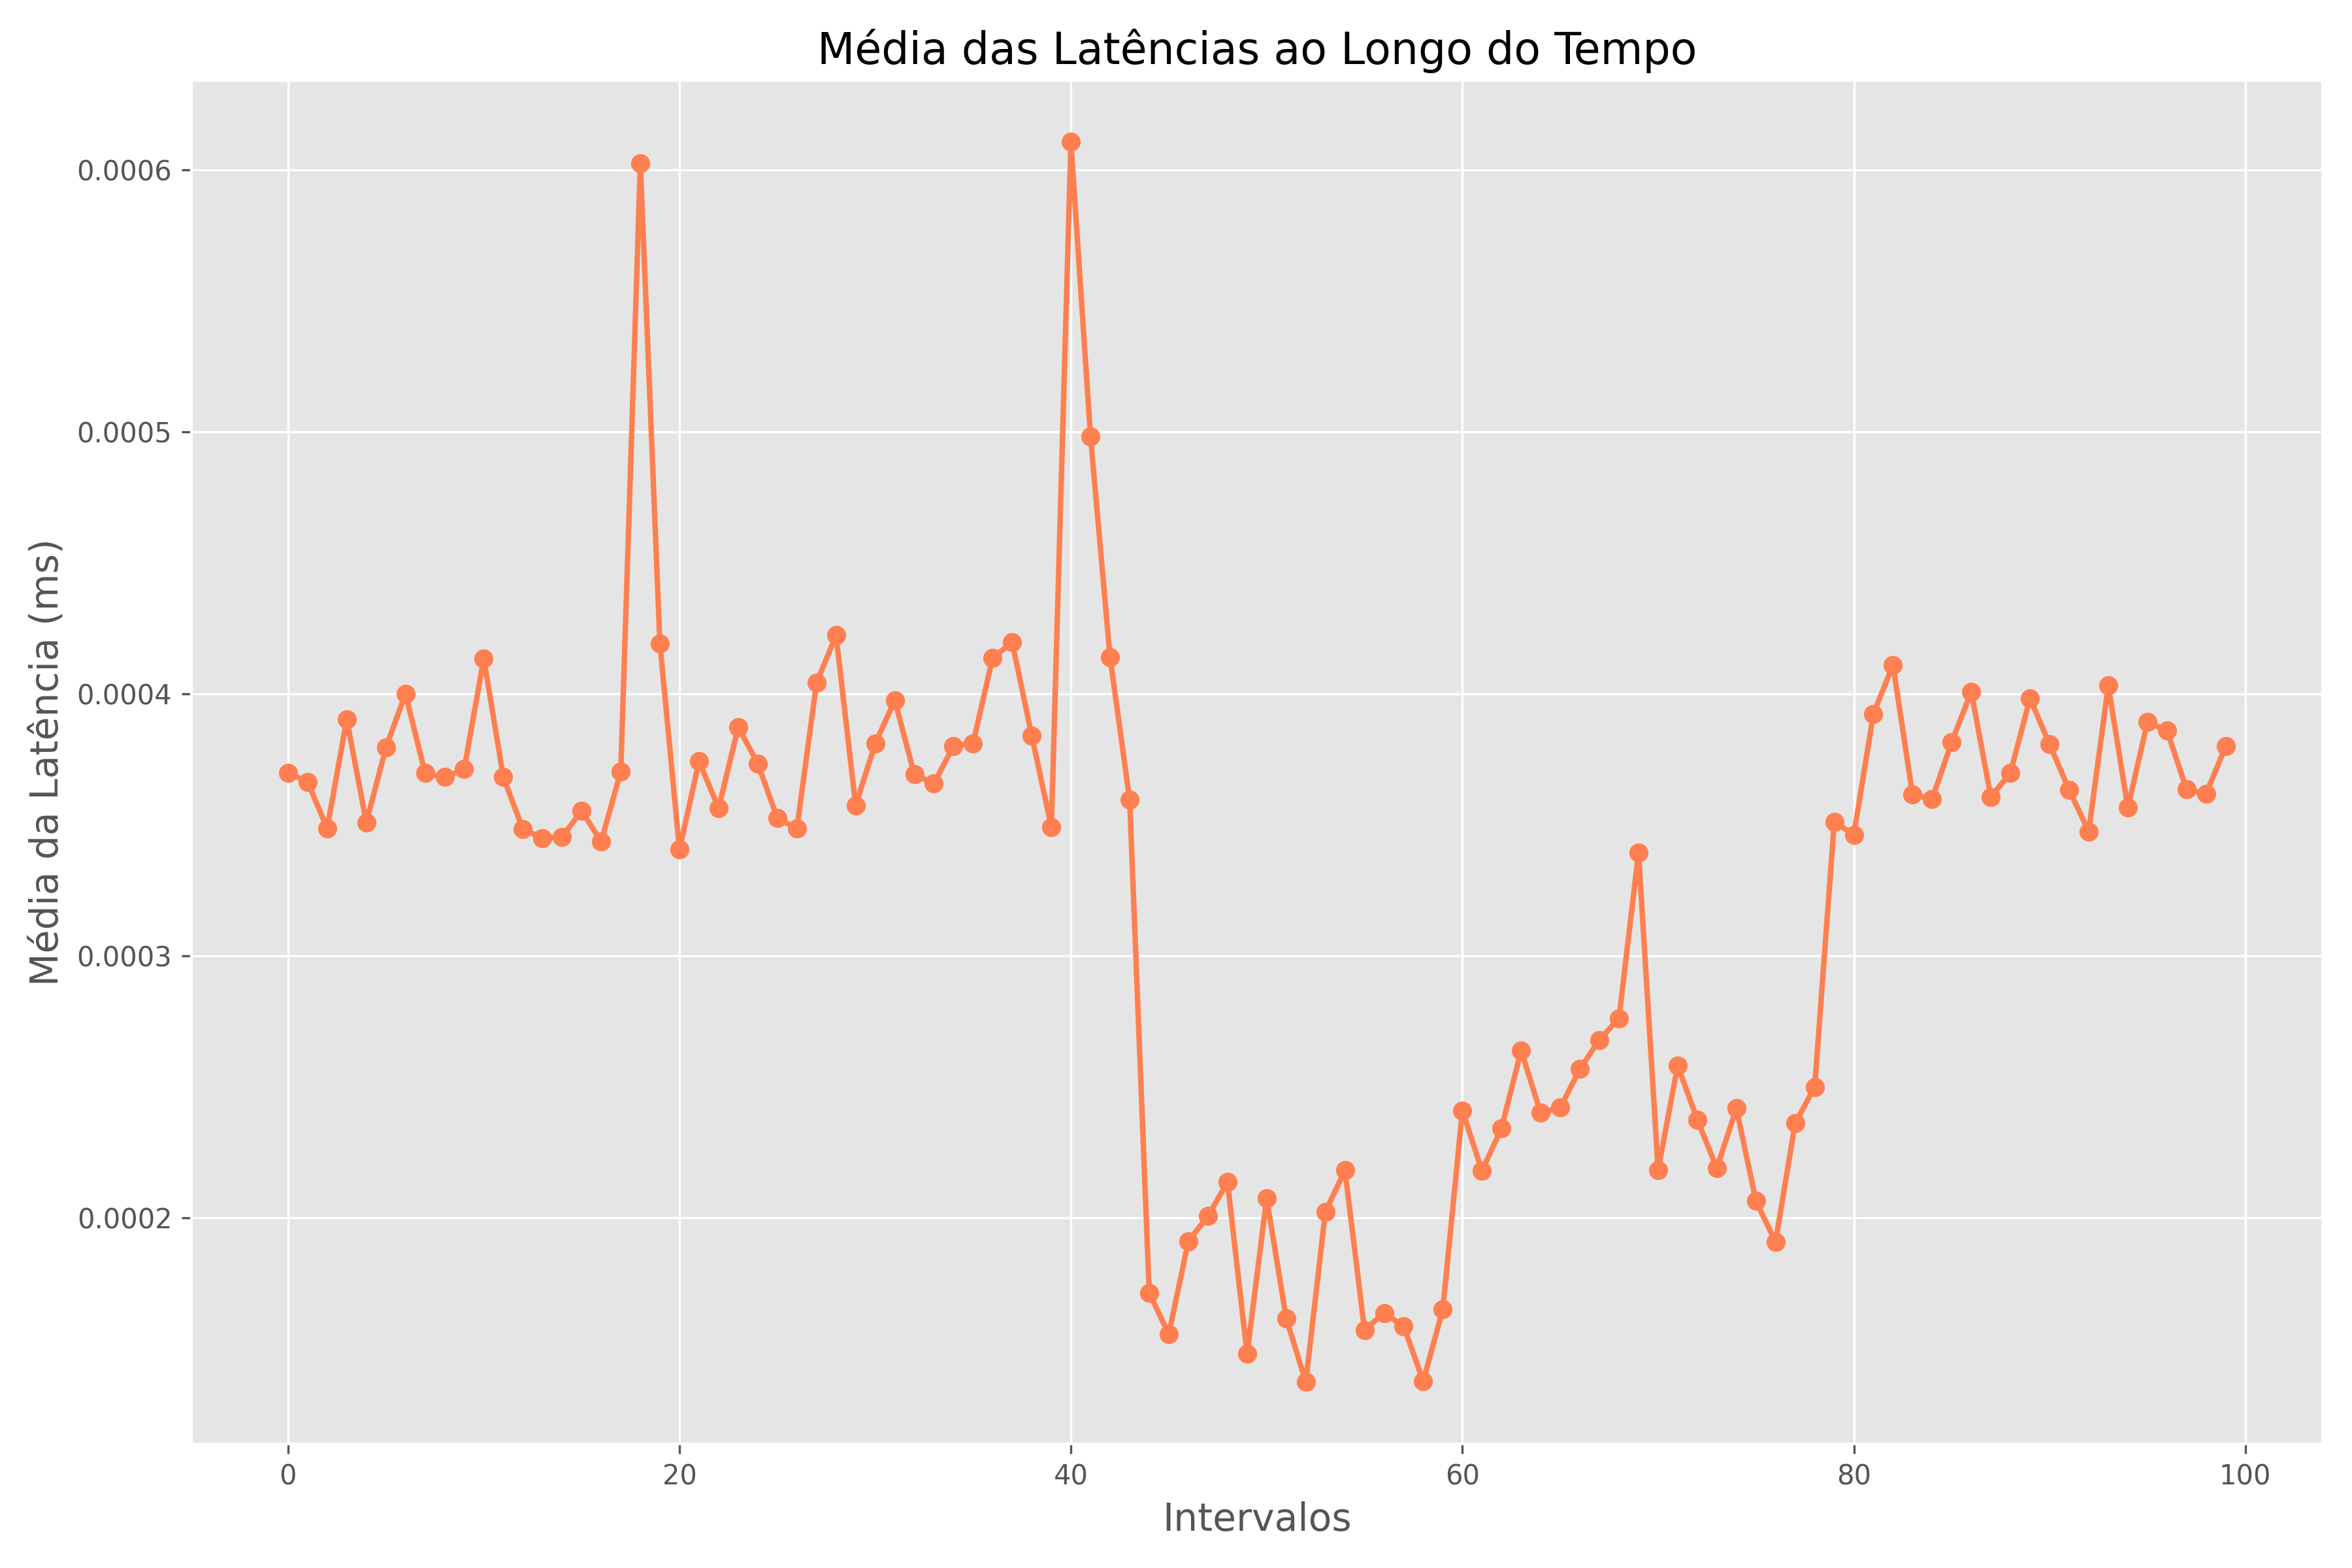 Média das Latências ao Longo do Tempo
Média da Latência (ms)
0.0006
0.0005
0.0004
0.0003
0.0002
0 20 40 60 80 100
Intervalos